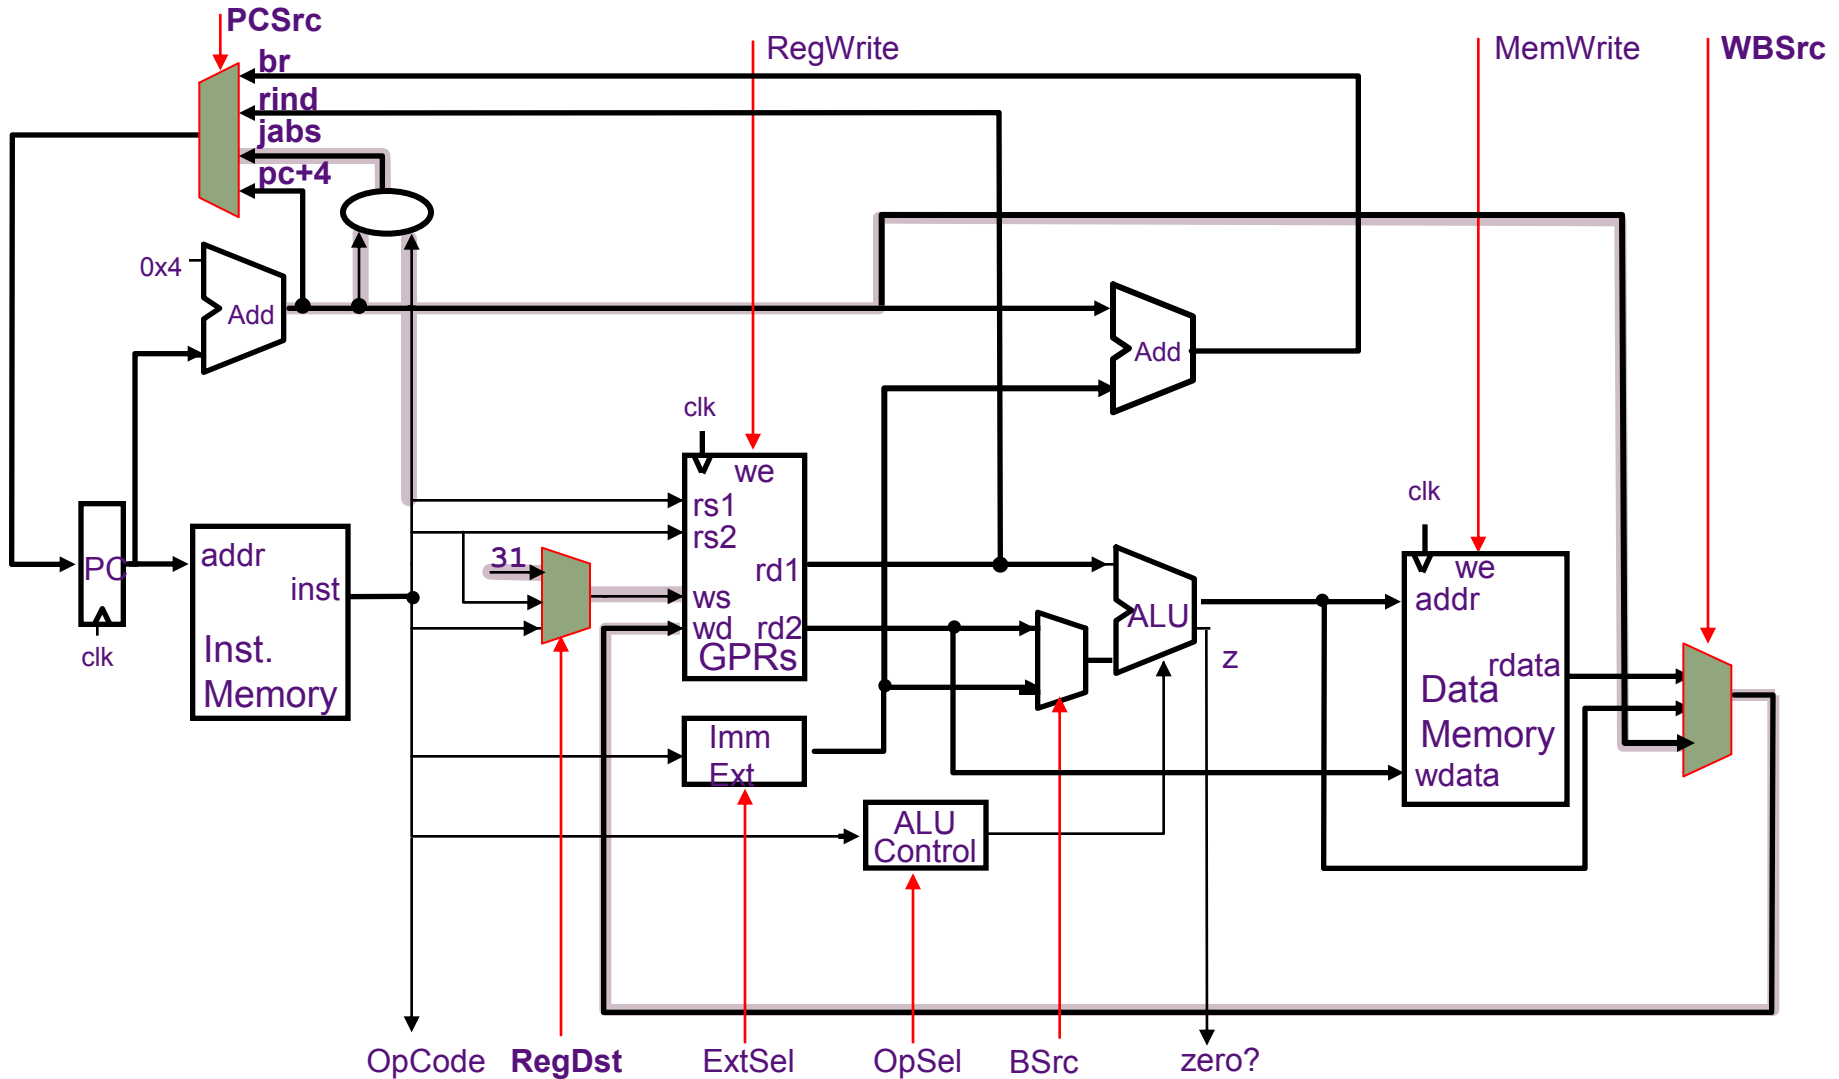 PCSrc
RegWrite
MemWrite
WBSrc
br
rind
jabs
pc+4
0x4
Add
Add
clk
we
rs1
rs2
31
rd1
ws
wd
rd2
GPRs
PC
clk
addr
inst
Inst.
Memory
ALU
z
clk
we
addr
rdata
Data
Memory
wdata
Imm
Ext
ALU
Control
OpCode
RegDst
ExtSel
OpSel
BSrc
zero?